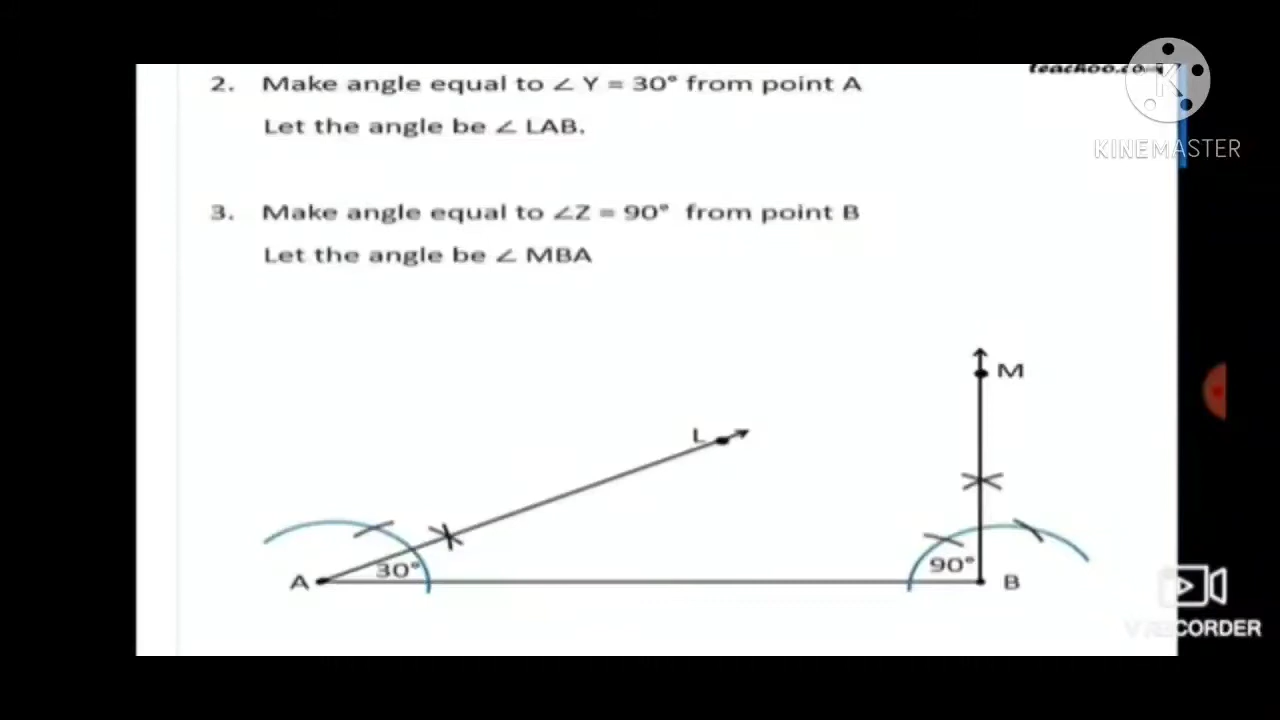 2. Make angle equal to ∠ Y = 30° from point A
Let the angle be ∠ LAB.
3. Make angle equal to ∠Z = 90° from point B
Let the angle be ∠ MBA
M
L
A
30°
90°
B
K
KINEMASTER
RECORDER